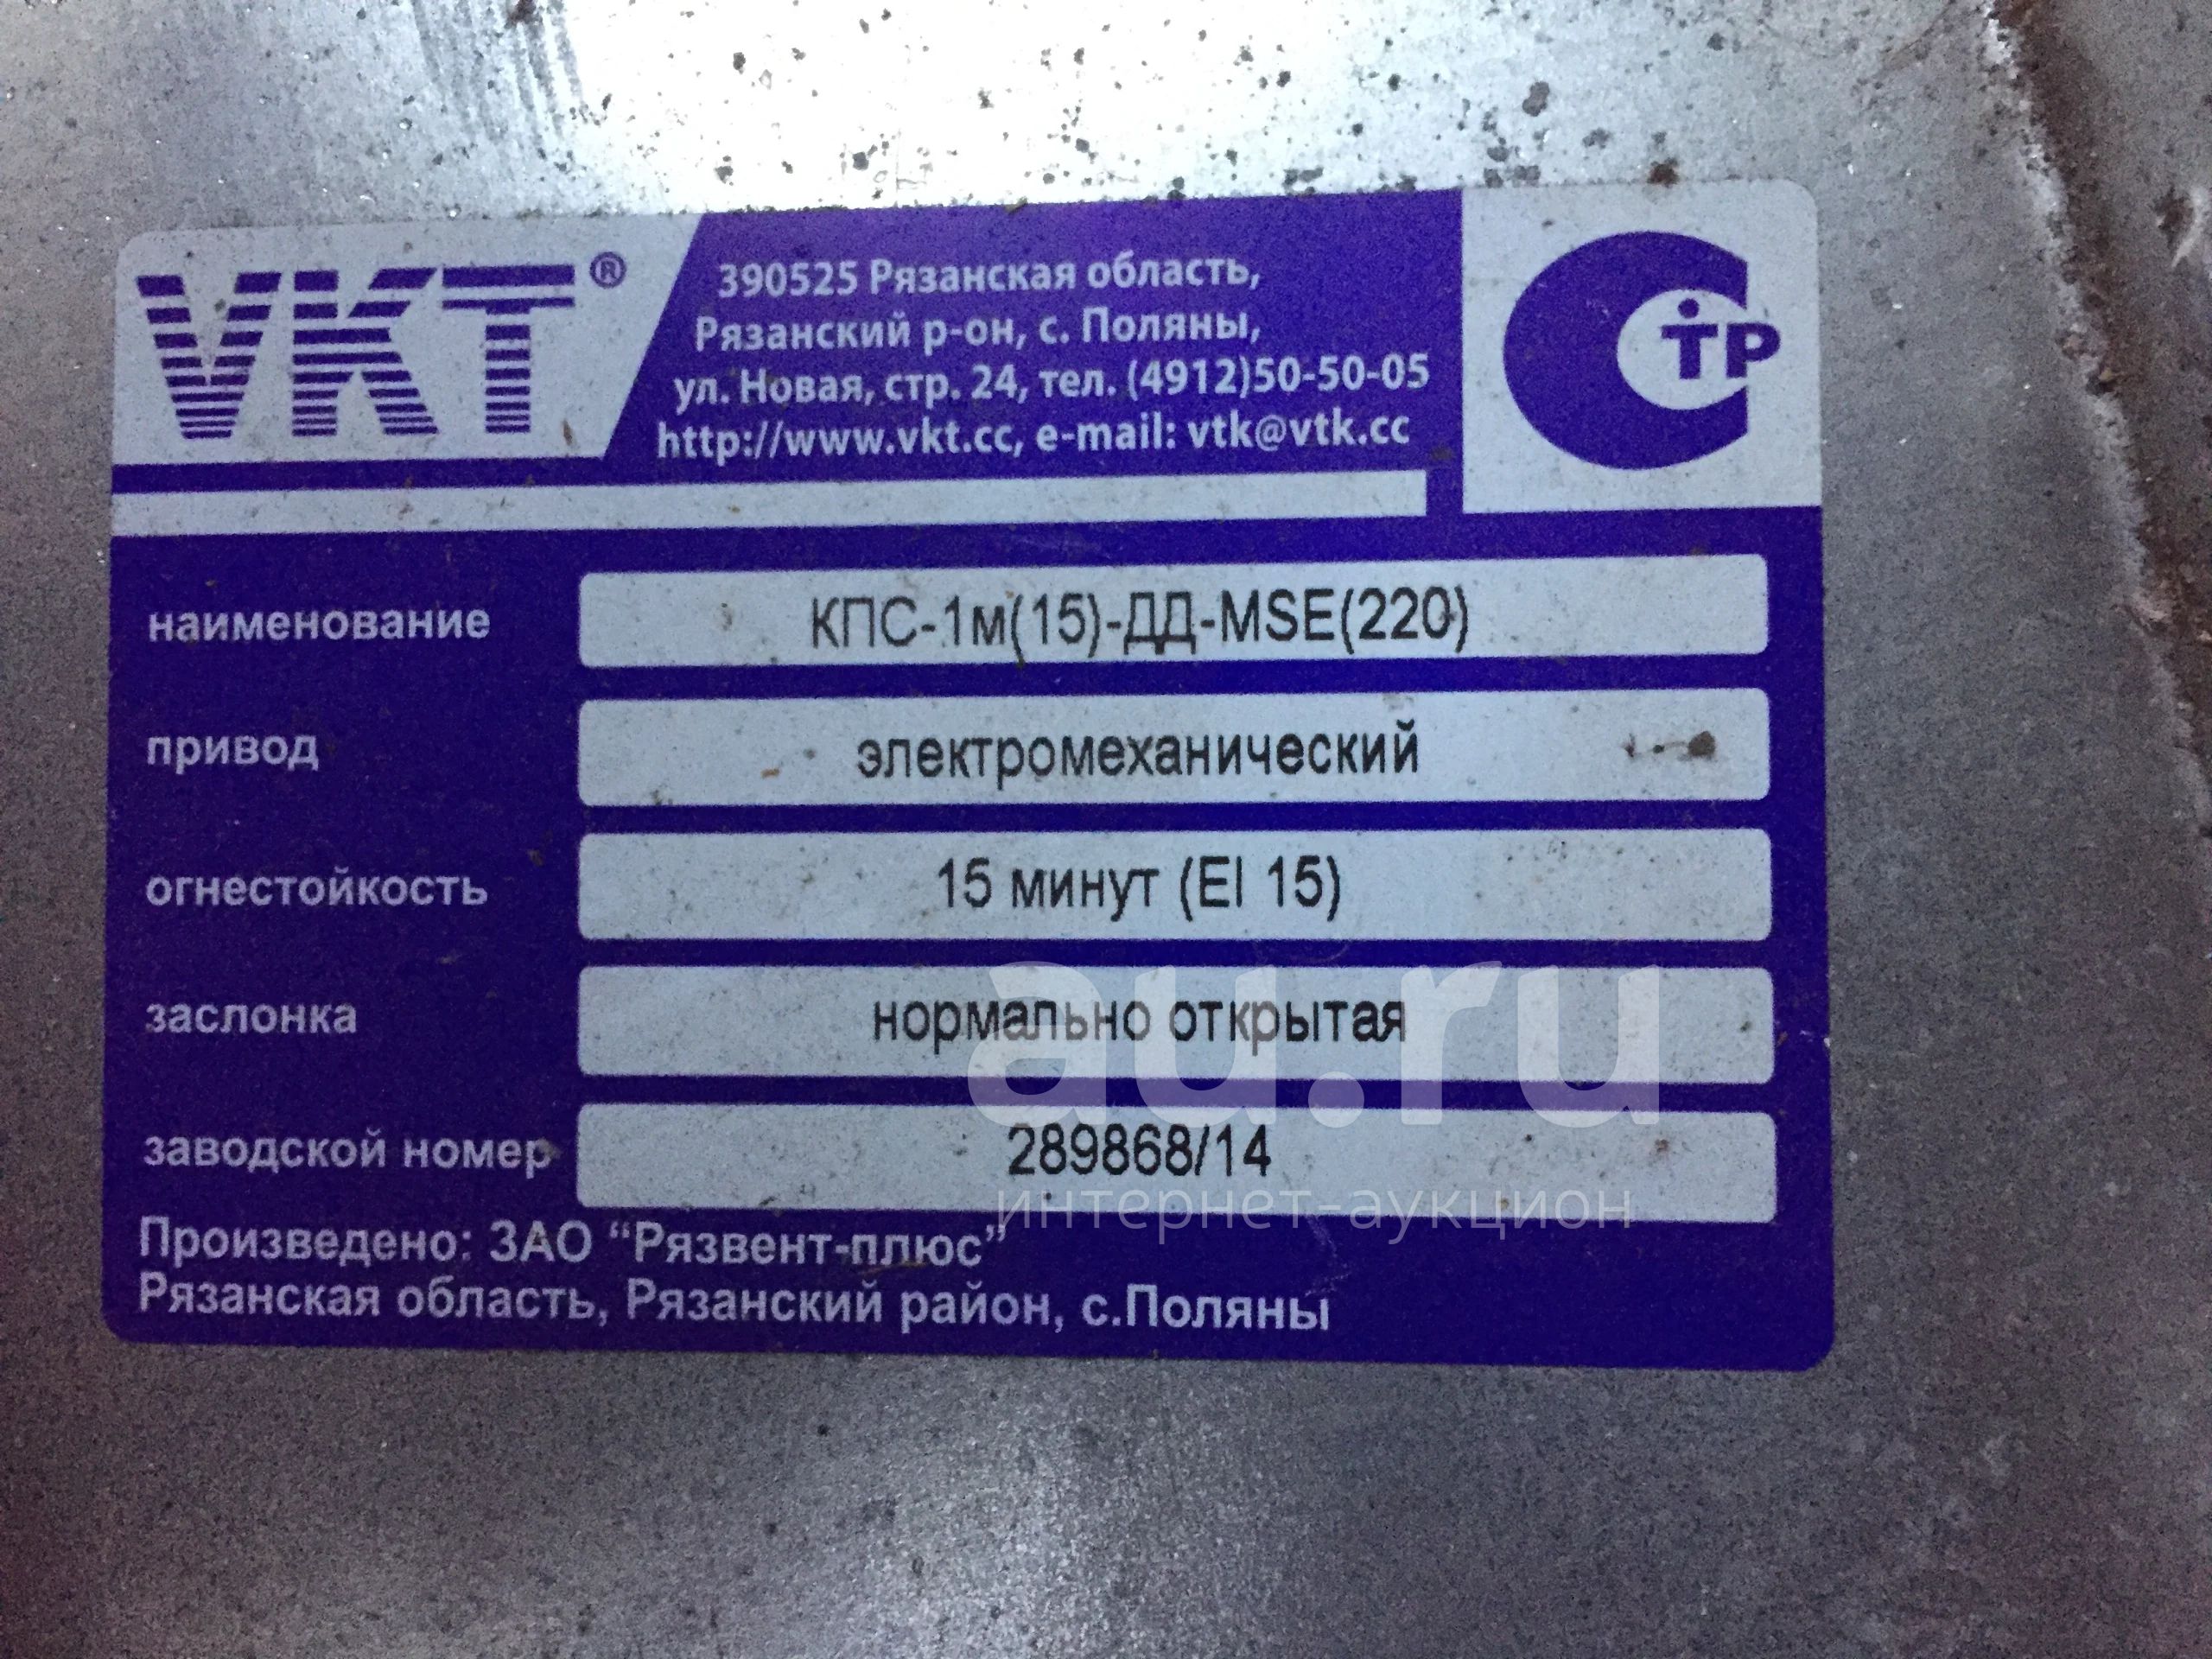 VKT®
390525 Рязанская область,
Рязанский р-он, с. Поляны,
ул. Новая, стр. 24, тел. (4912)50-50-05
http://www.vkt.cc, e-mail: vtk@vtk.cc
СТР
наименование КПС-1м(15)-ДД-MSE(220)
привод электромеханический
огнестойкость 15 минут (EI 15)
заслонка нормально открытая
au.ru
заводской номер 289868/14
интернет-аукцион
Произведено: ЗАО “Рязвент-плюс”
Рязанская область, Рязанский район, с.Поляны